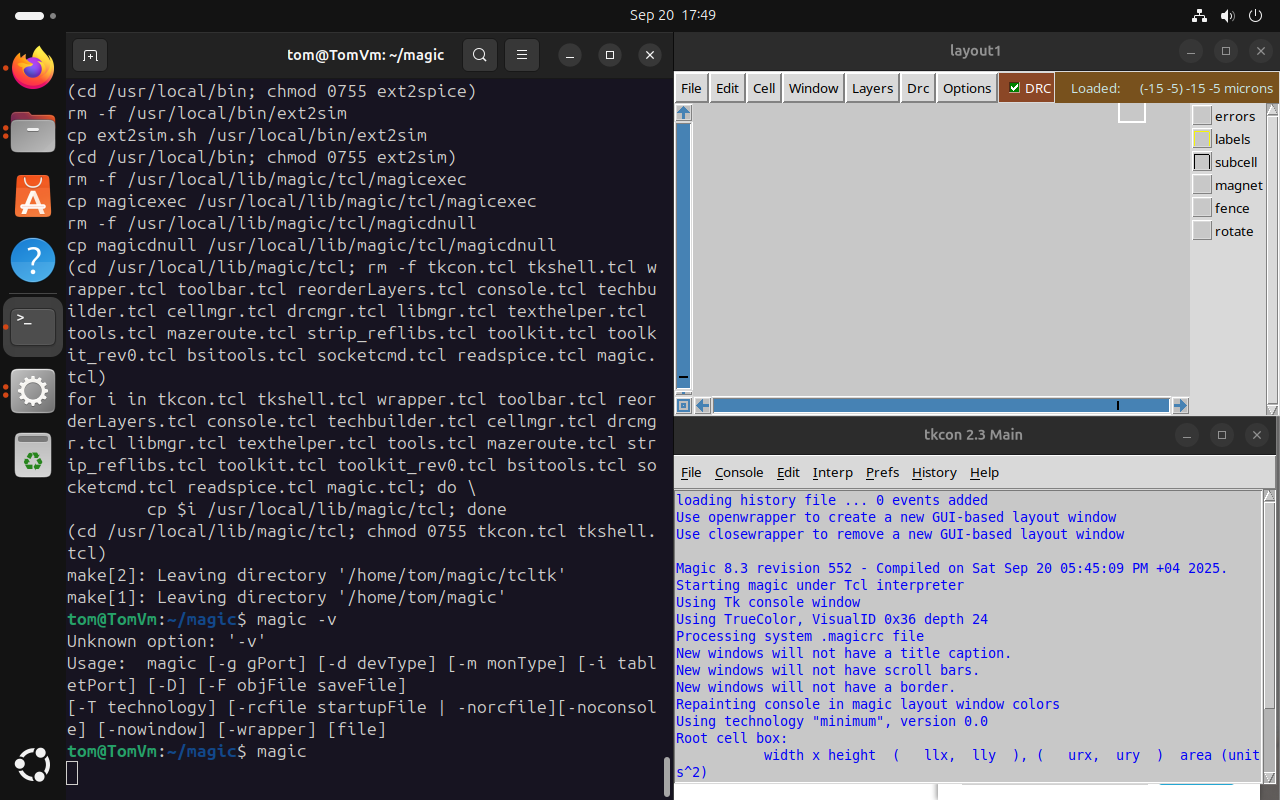 Sep 20  17:49
tom@TomVm: ~/magic
(cd /usr/local/bin; chmod 0755 ext2spice)
rm -f /usr/local/bin/ext2sim
cp ext2sim.sh /usr/local/bin/ext2sim
(cd /usr/local/bin; chmod 0755 ext2sim)
rm -f /usr/local/lib/magic/tcl/magicexec
cp magicexec /usr/local/lib/magic/tcl/magicexec
rm -f /usr/local/lib/magic/tcl/magicdnull
cp magicdnull /usr/local/lib/magic/tcl/magicdnull
(cd /usr/local/lib/magic/tcl; rm -f tkcon.tcl tkshell.tcl w
rapper.tcl toolbar.tcl reorderLayers.tcl console.tcl techbu
ilder.tcl cellmgr.tcl drcmgr.tcl libmgr.tcl texthelper.tcl
tools.tcl mazeroute.tcl strip_reflibs.tcl toolkit.tcl toolk
it_rev0.tcl bsitools.tcl socketcmd.tcl readspice.tcl magic.
tcl)
for i in tkcon.tcl tkshell.tcl wrapper.tcl toolbar.tcl reor
derLayers.tcl console.tcl techbuilder.tcl cellmgr.tcl drcmg
r.tcl libmgr.tcl texthelper.tcl tools.tcl mazeroute.tcl str
ip_reflibs.tcl toolkit.tcl toolkit_rev0.tcl bsitools.tcl so
cketcmd.tcl readspice.tcl magic.tcl; do \
        cp $i /usr/local/lib/magic/tcl; done
(cd /usr/local/lib/magic/tcl; chmod 0755 tkcon.tcl tkshell.
tcl)
make[2]: Leaving directory '/home/tom/magic/tcltk'
make[1]: Leaving directory '/home/tom/magic'
tom@TomVm:~/magic$ magic -v
Unknown option: '-v'
Usage:  magic [-g gPort] [-d devType] [-m monType] [-i tabl
etPort] [-D] [-F objFile saveFile]
[-T technology] [-rcfile startupFile | -norcfile][-noconsol
e] [-nowindow] [-wrapper] [file]
tom@TomVm:~/magic$ magic
layout1
File Edit Cell Window Layers Drc Options DRC Loaded: (-15 -5) -15 -5 microns
errors
labels
subcell
magnet
fence
rotate
tkcon 2.3 Main
File Console Edit Interp Prefs History Help
loading history file ... 0 events added
Use openwrapper to create a new GUI-based layout window
Use closewrapper to remove a new GUI-based layout window
Magic 8.3 revision 552 - Compiled on Sat Sep 20 05:45:09 PM +04 2025.
Starting magic under Tcl interpreter
Using Tk console window
Using TrueColor, VisualID 0x36 depth 24
Processing system .magicrc file
New windows will not have a title caption.
New windows will not have scroll bars.
New windows will not have a border.
Repainting console in magic layout window colors
Using technology "minimum", version 0.0
Root cell box:
           width x height  (   llx,  lly  ), (   urx,  ury  )  area (unit
s^2)